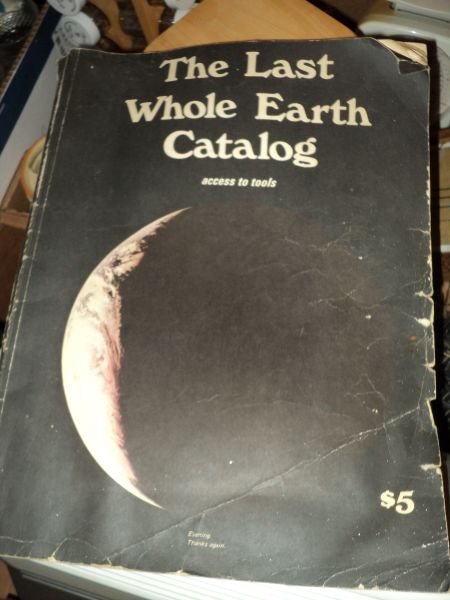 The Last
Whole Earth
Catalog
access to tools
$5
Evening.
Thanks again.